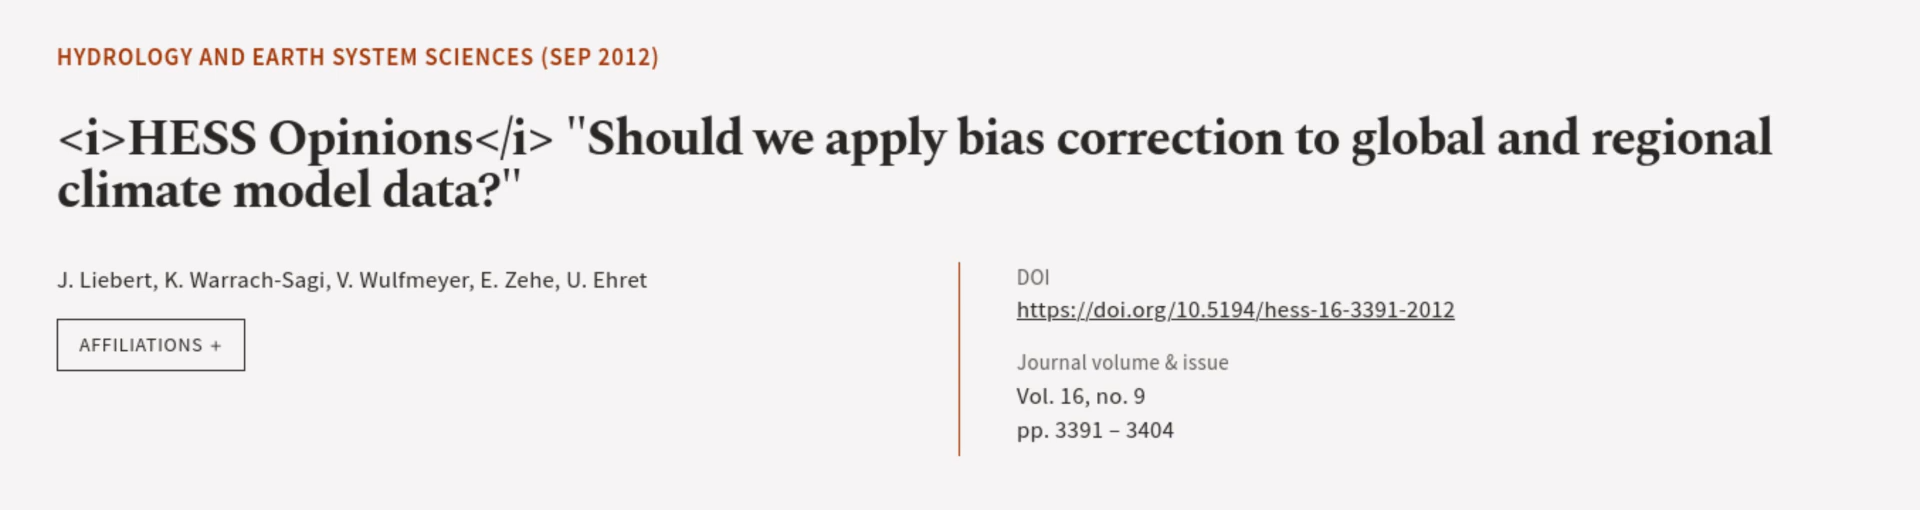 HYDROLOGY AND EARTH SYSTEM SCIENCES (SEP 2012)
<i>HESS Opinions</i> "Should we apply bias correction to global and regional
climate model data?"
J. Liebert, K. Warrach-Sagi, V. Wulfmeyer, E. Zehe, U. Ehret
AFFILIATIONS +
DOI
https://doi.org/10.5194/hess-16-3391-2012
Journal volume & issue
Vol. 16, no. 9
pp. 3391 – 3404